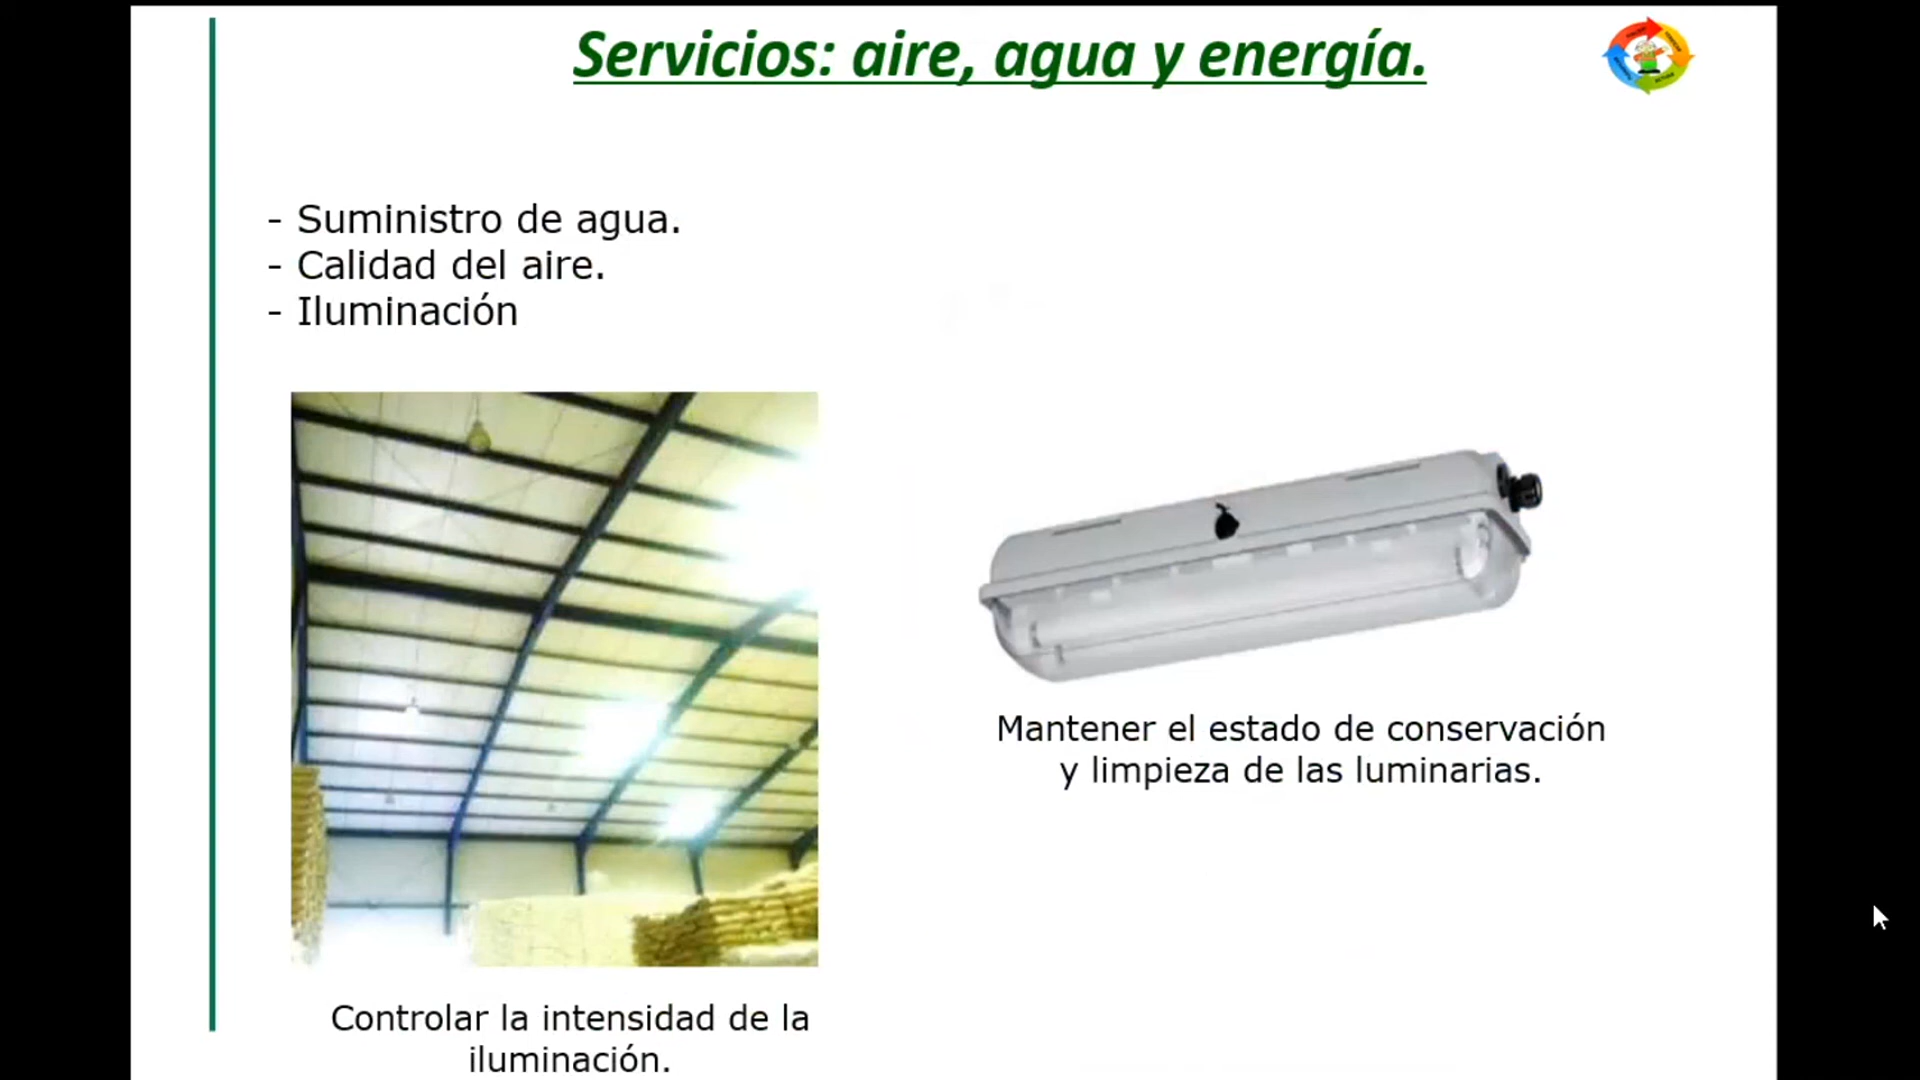 Servicios: aire, agua y energía.
- Suministro de agua.
- Calidad del aire.
- Iluminación
Mantener el estado de conservación
y limpieza de las luminarias.
Controlar la intensidad de la
iluminación.